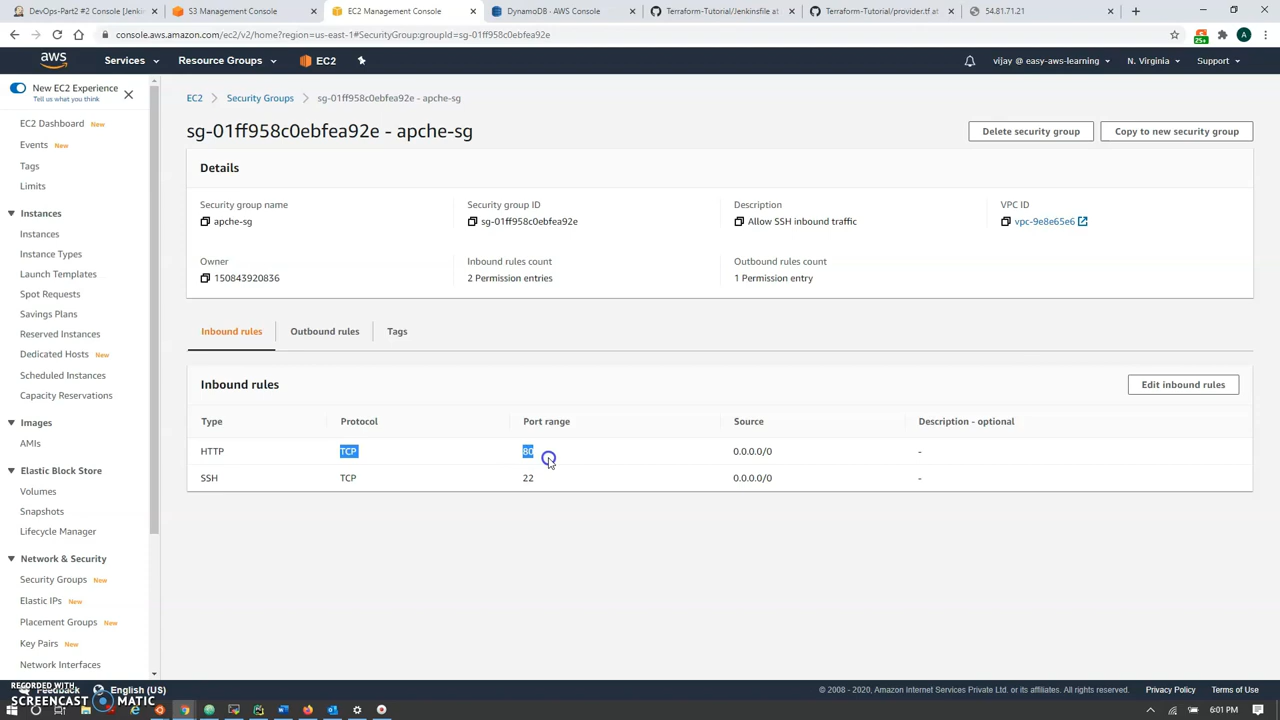 DevOps-Part2 #2 Console [Jenki
S3 Management Console
EC2 Management Console
DynamoDB - AWS Console
Terraform-Tutorial/Jenkinsfile at
Terraform-Tutorial/provider.tf at
54.81.71.21
console.aws.amazon.com/ec2/v2/home?region=us-east-1#SecurityGroup:groupId=sg-01ff958c0ebfea92e
25+
A
aws
Services
Resource Groups
EC2
vijay @ easy-aws-learning
N. Virginia
Support
New EC2 Experience
Tell us what you think
EC2 Dashboard New
Events New
Tags
Limits
Instances
Instances
Instance Types
Launch Templates
Spot Requests
Savings Plans
Reserved Instances
Dedicated Hosts New
Scheduled Instances
Capacity Reservations
Images
AMIs
Elastic Block Store
Volumes
Snapshots
Lifecycle Manager
Network & Security
Security Groups New
Elastic IPs New
Placement Groups New
Key Pairs New
Network Interfaces
EC2 > Security Groups > sg-01ff958c0ebfea92e - apche-sg
sg-01ff958c0ebfea92e - apche-sg
Delete security group
Copy to new security group
Details
Security group name
Security group ID
Description
VPC ID
apche-sg
sg-01ff958c0ebfea92e
Allow SSH inbound traffic
vpc-9e8e65e6
Owner
Inbound rules count
Outbound rules count
150843920836
2 Permission entries
1 Permission entry
Inbound rules
Outbound rules
Tags
Inbound rules
Edit inbound rules
Type Protocol Port range Source Description - optional
HTTP TCP 80 0.0.0.0/0 -
SSH TCP 22 0.0.0.0/0 -
RECORDED WITH
SCREENCAST MATIC
Feedback
English (US)
© 2008 - 2020, Amazon Internet Services Private Ltd. or its affiliates. All rights reserved.
Privacy Policy
Terms of Use
6:01 PM